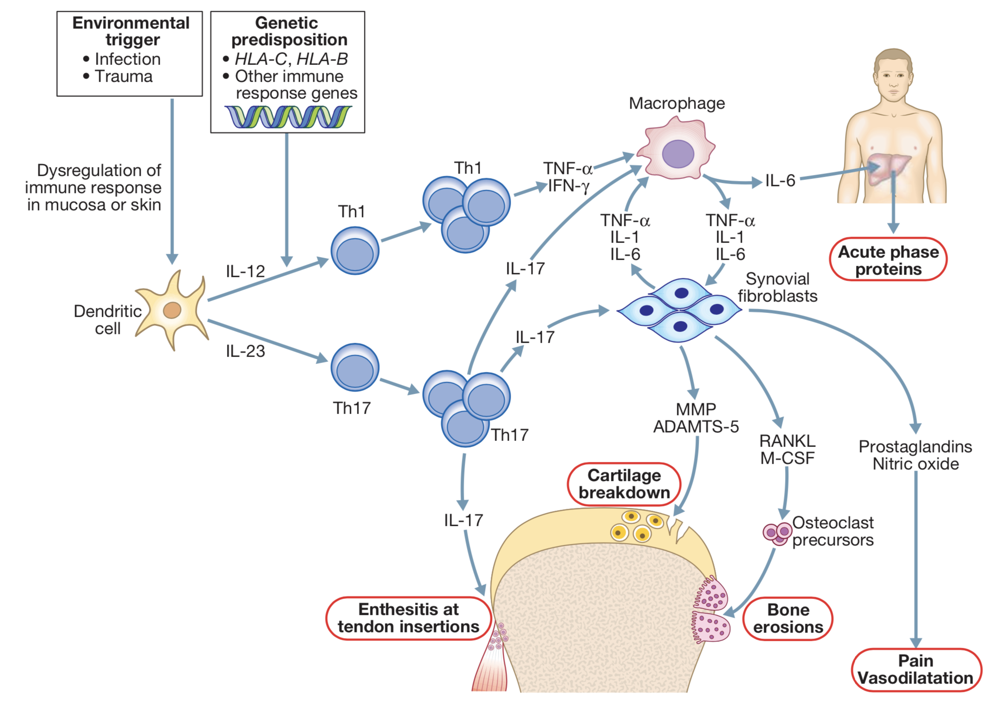 Environmental
trigger
• Infection
• Trauma
Genetic
predisposition
• HLA-C, HLA-B
• Other immune
response genes
Dysregulation of
immune response
in mucosa or skin
Dendritic
cell
IL-12
IL-23
Th1
Th17
Th1
Th17
TNF-α
IFN-γ
IL-17
IL-17
IL-17
Macrophage
TNF-α
IL-1
IL-6
TNF-α
IL-1
IL-6
IL-6
Acute phase
proteins
Synovial
fibroblasts
MMP
ADAMTS-5
RANKL
M-CSF
Prostaglandins
Nitric oxide
Cartilage
breakdown
Osteoclast
precursors
Enthesitis at
tendon insertions
Bone
erosions
Pain
Vasodilatation